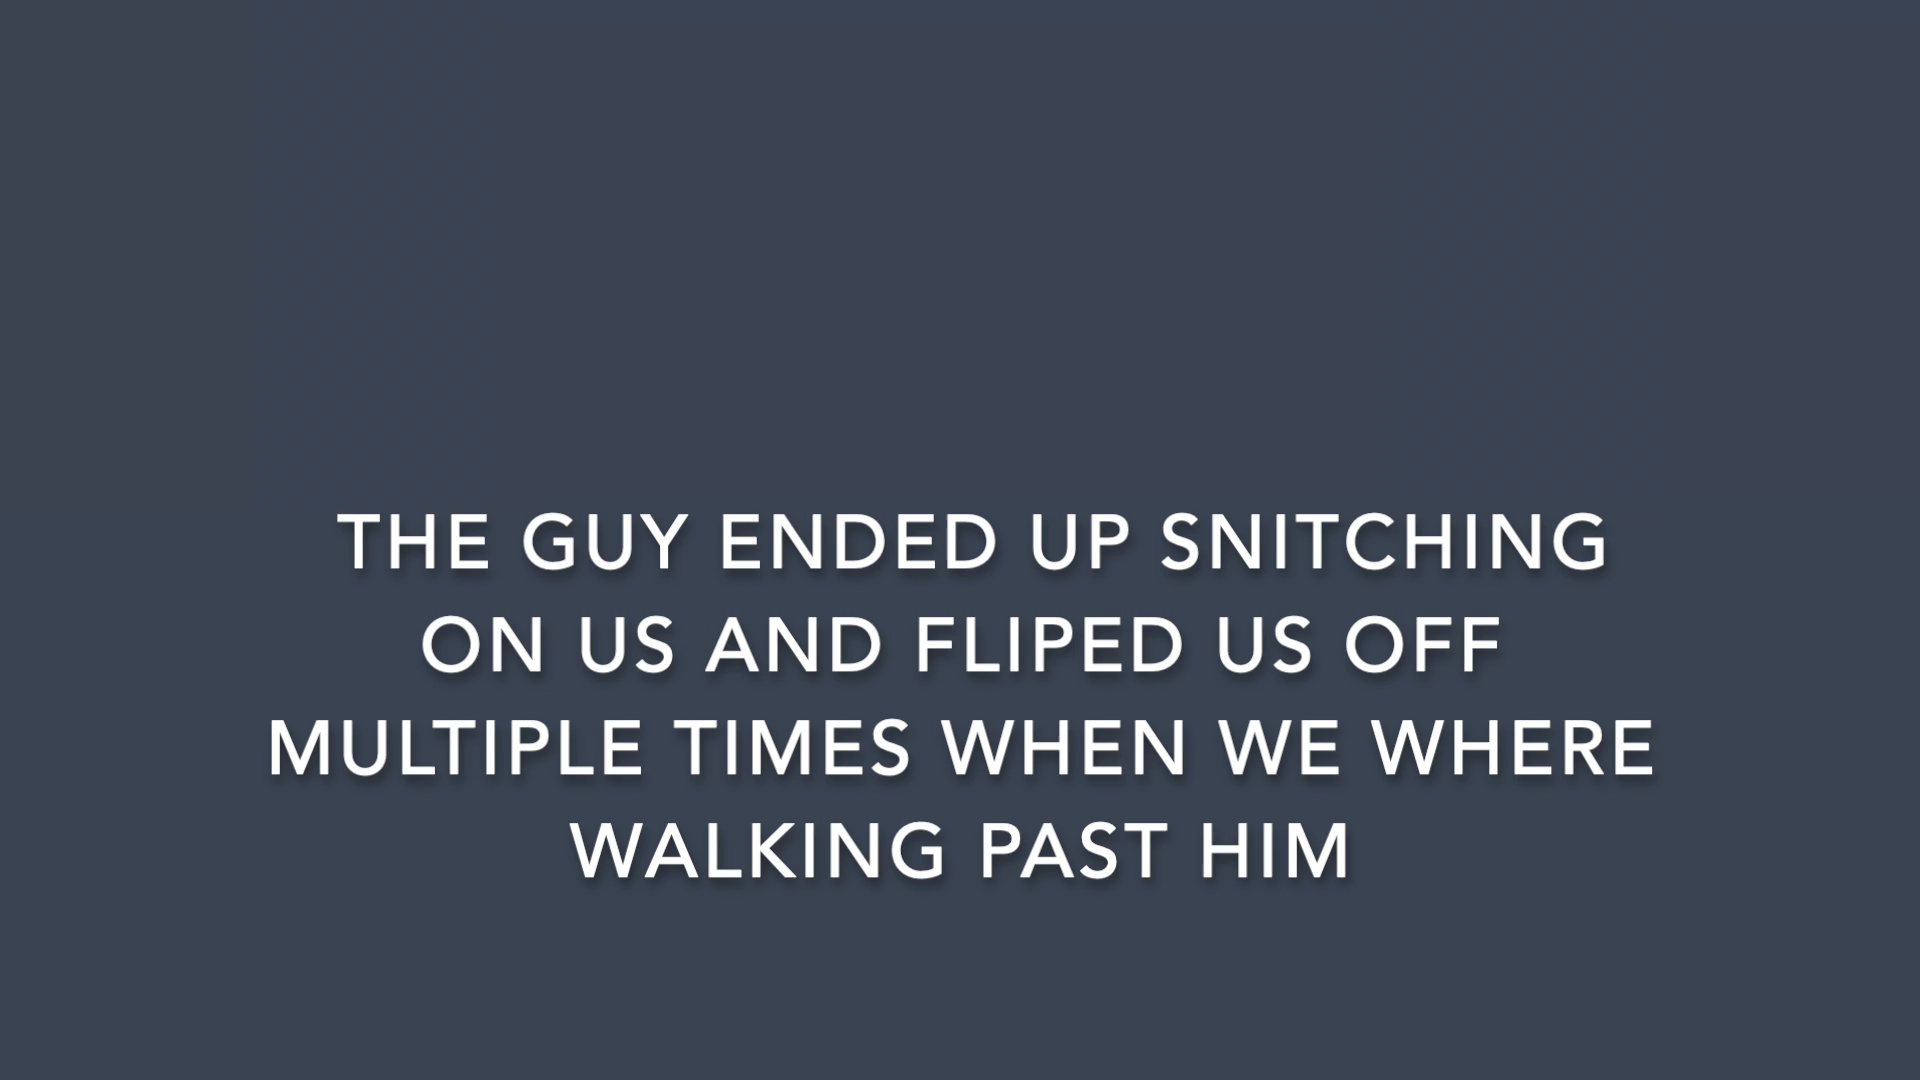 THE GUY ENDED UP SNITCHING
ON US AND FLIPED US OFF
MULTIPLE TIMES WHEN WE WHERE
WALKING PAST HIM